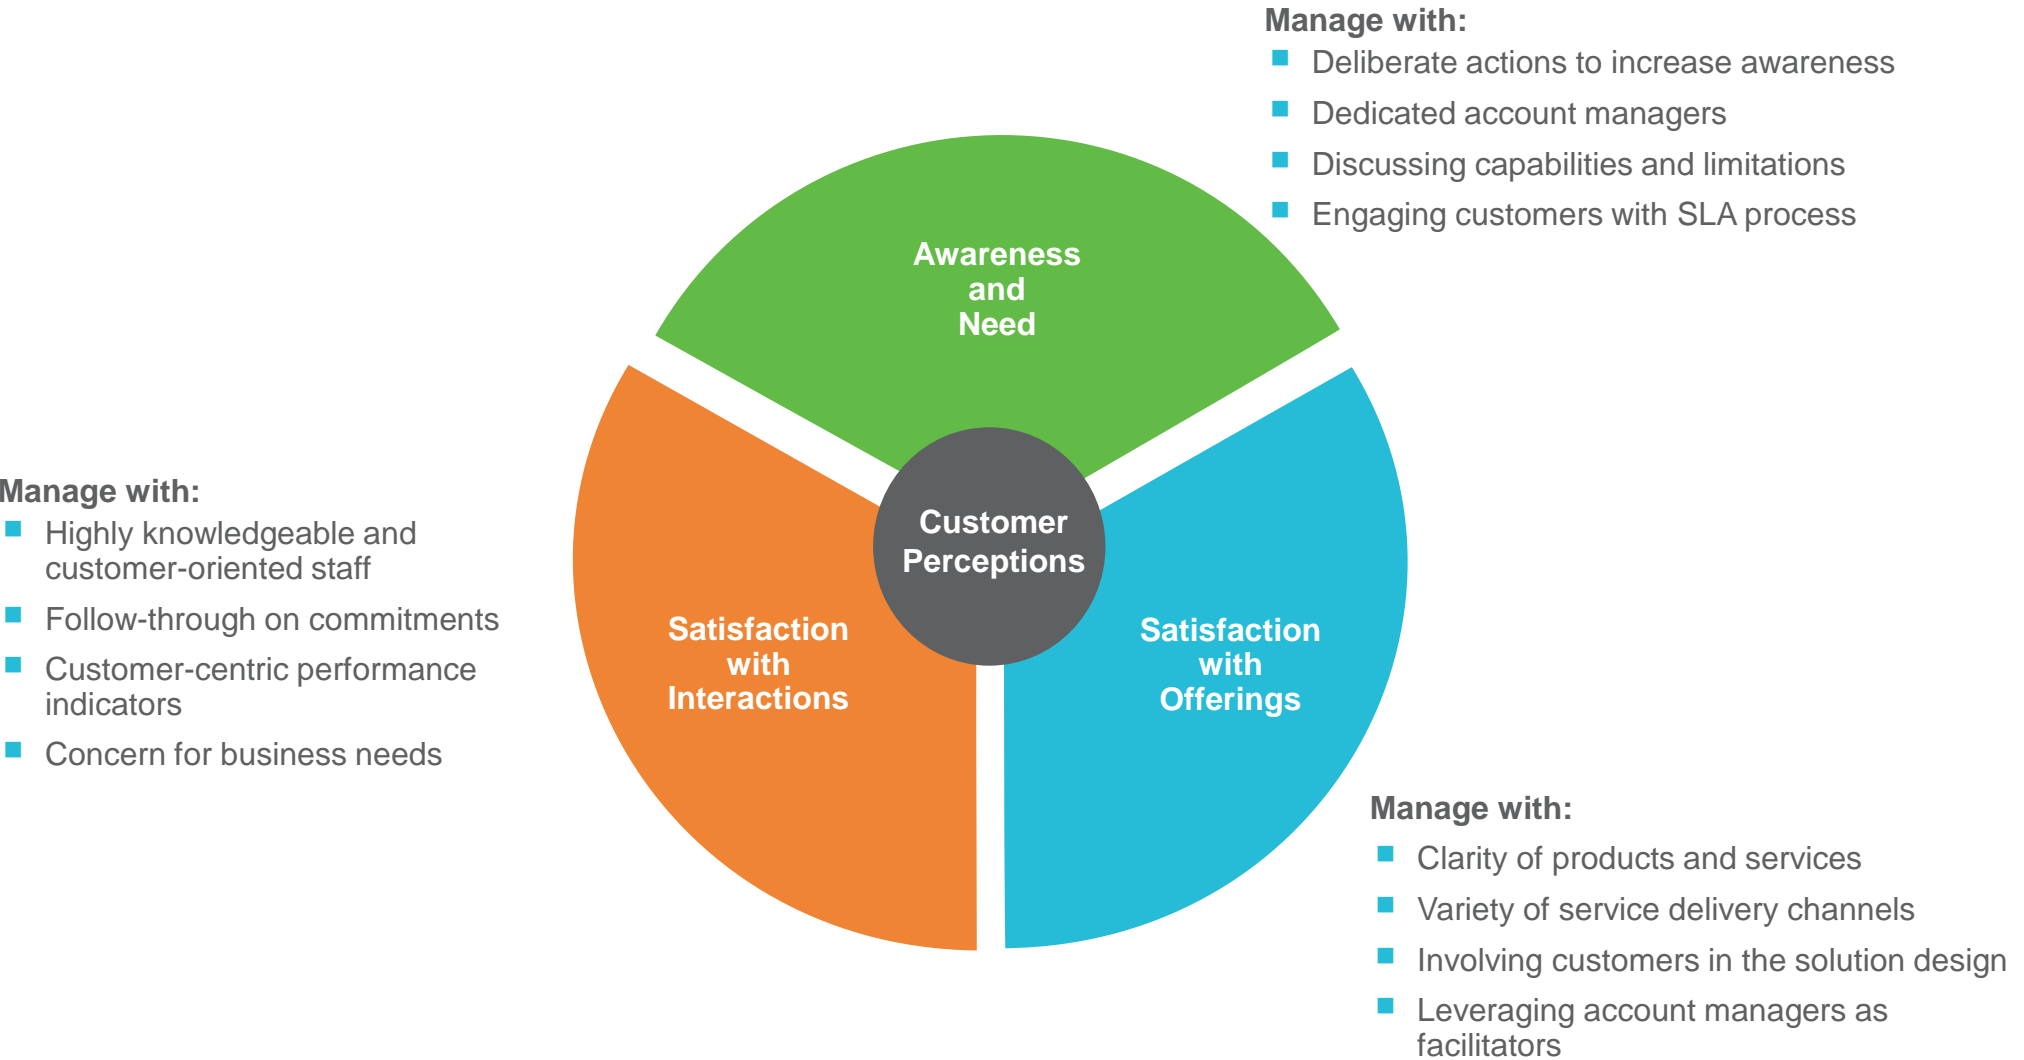 Manage with:
Deliberate actions to increase awareness
Dedicated account managers
Discussing capabilities and limitations
Engaging customers with SLA process
Awareness
and
Need
Customer
Perceptions
Manage with:
Highly knowledgeable and
customer-oriented staff
Follow-through on commitments
Customer-centric performance
indicators
Concern for business needs
Satisfaction
with
Interactions
Satisfaction
with
Offerings
Manage with:
Clarity of products and services
Variety of service delivery channels
Involving customers in the solution design
Leveraging account managers as
facilitators